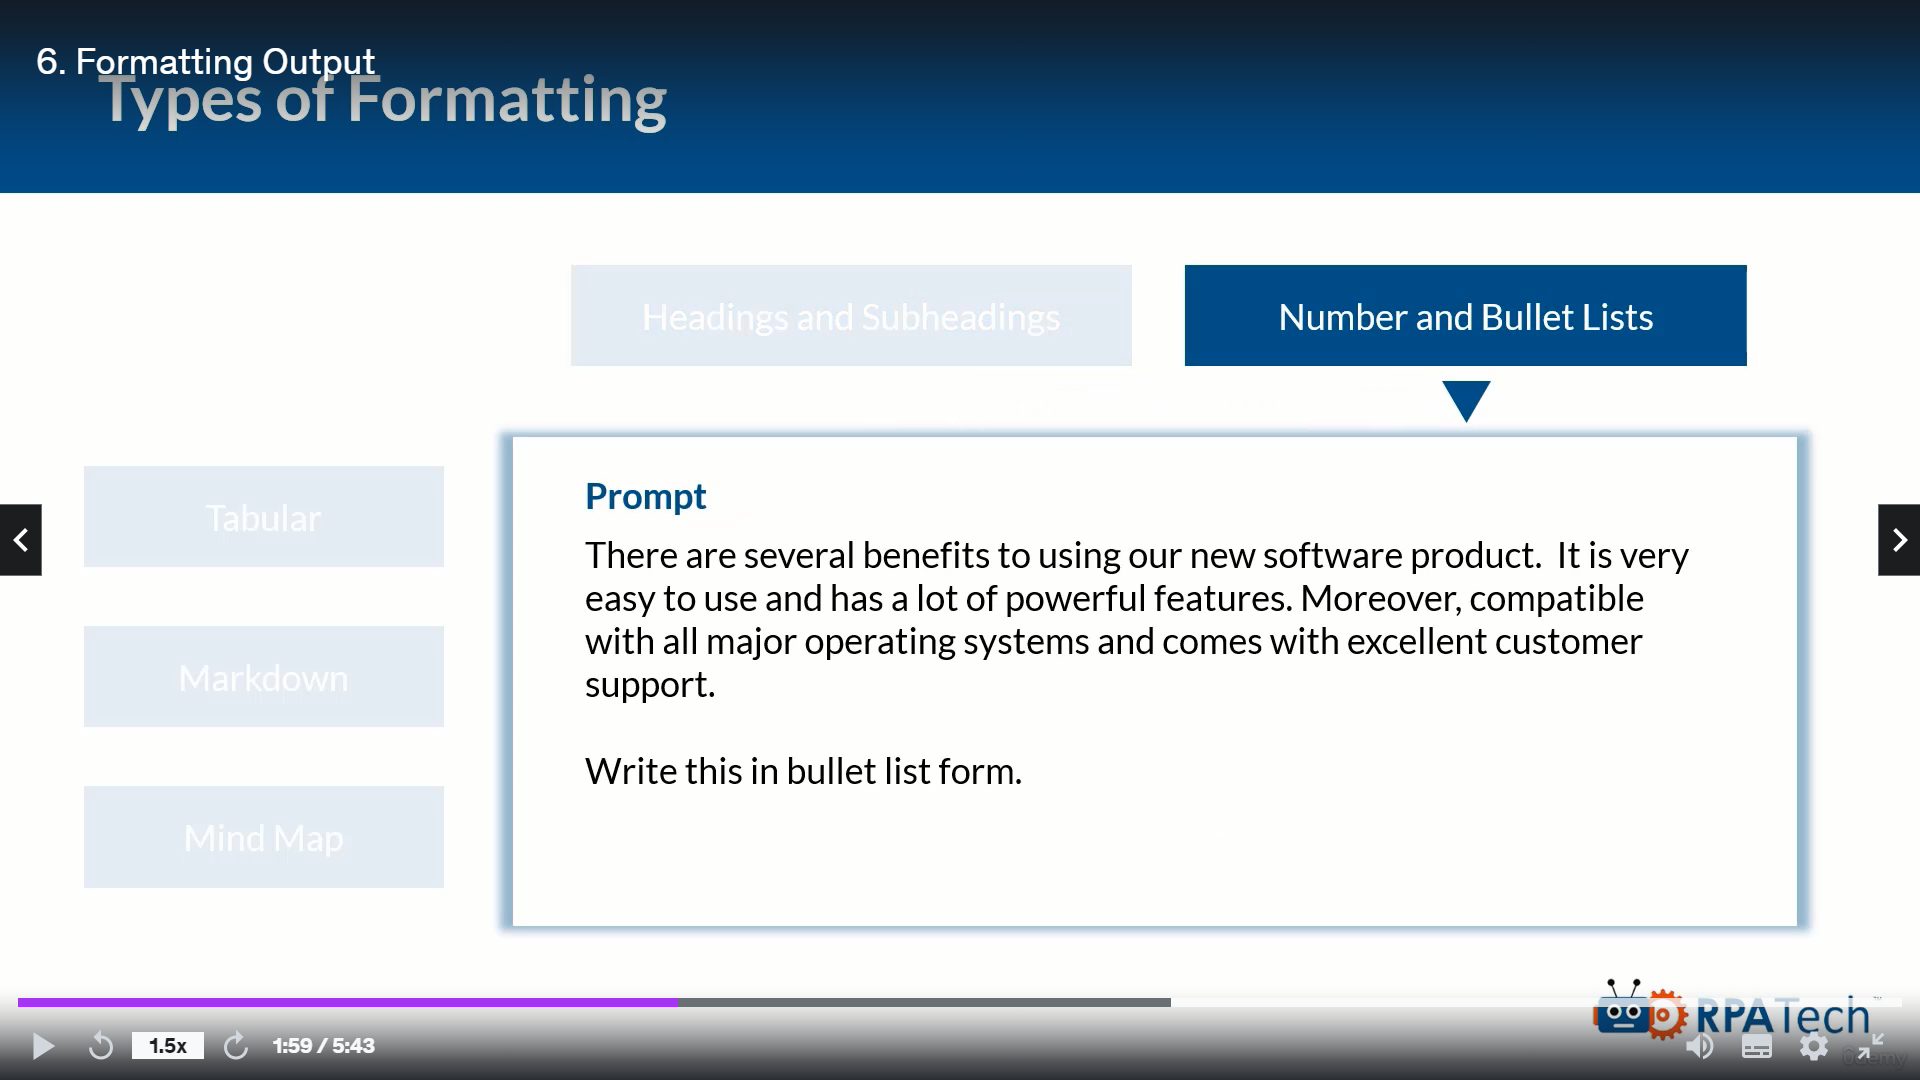 6. Formatting Output
Types of Formatting
Headings and Subheadings
Number and Bullet Lists
Tabular
Markdown
Mind Map
Prompt
There are several benefits to using our new software product.  It is very
easy to use and has a lot of powerful features. Moreover, compatible
with all major operating systems and comes with excellent customer
support.
Write this in bullet list form.
RPATech
1.5x
1:59 / 5:43
udemy